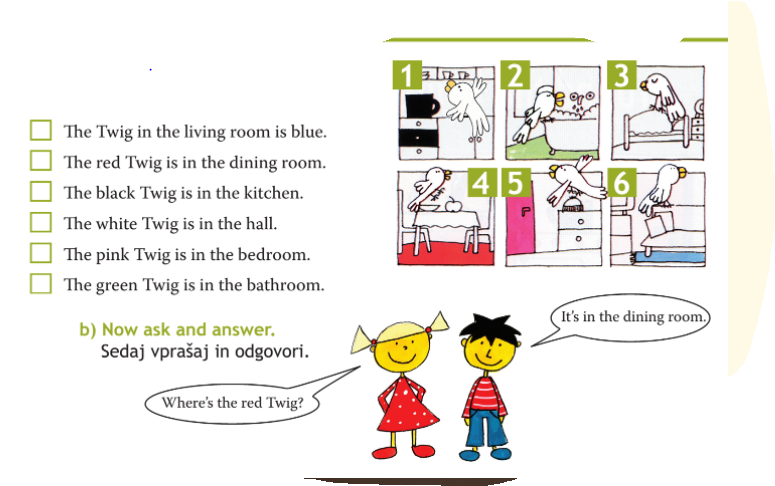 The Twig in the living room is blue.
The red Twig is in the dining room.
The black Twig is in the kitchen.
The white Twig is in the hall.
The pink Twig is in the bedroom.
The green Twig is in the bathroom.
1
2
3
4
5
6
b) Now ask and answer.
Sedaj vprašaj in odgovori.
It's in the dining room.
Where's the red Twig?